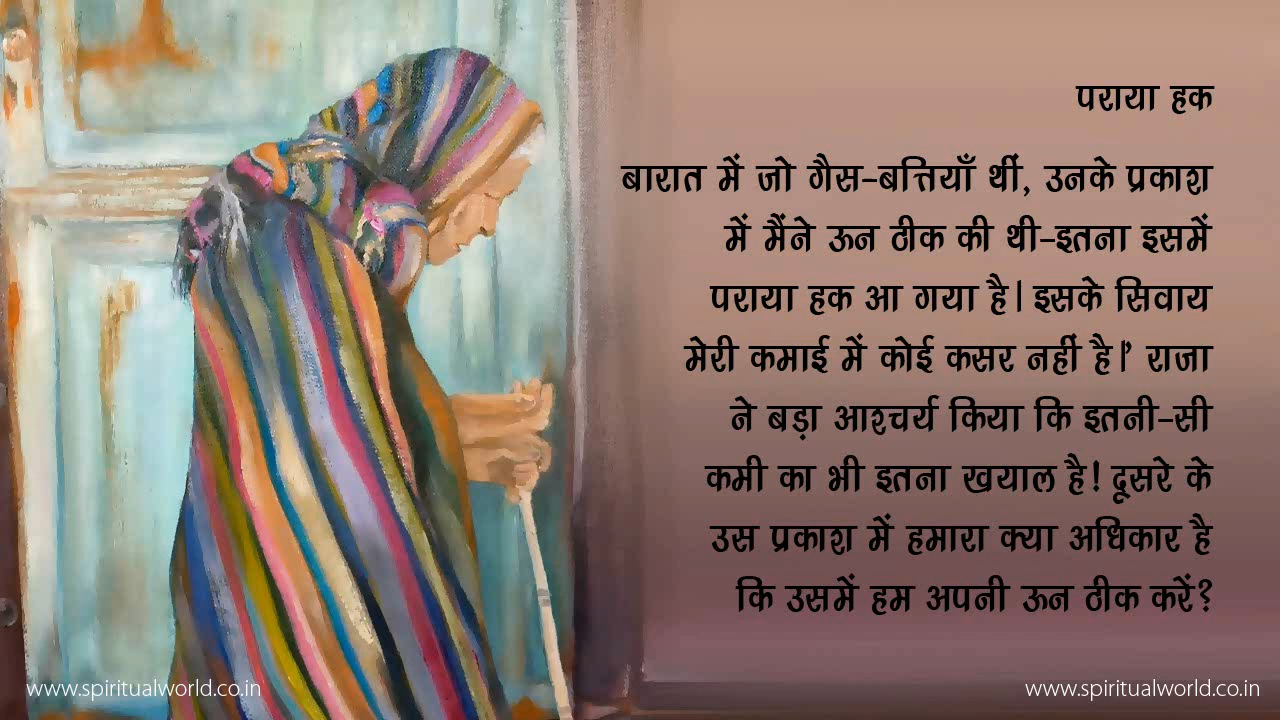 पराया हक
बारात में जो गैस-बत्तियाँ थीं, उनके प्रकाश
में मैंने ऊन ठीक की थी-इतना इसमें
पराया हक आ गया है। इसके सिवाय
मेरी कमाई में कोई कसर नहीं है।’ राजा
ने बड़ा आश्चर्य किया कि इतनी-सी
कमी का भी इतना खयाल है! दूसरे के
उस प्रकाश में हमारा क्या अधिकार है
कि उसमें हम अपनी ऊन ठीक करें?
www.spiritualworld.co.in
www.spiritualworld.co.in